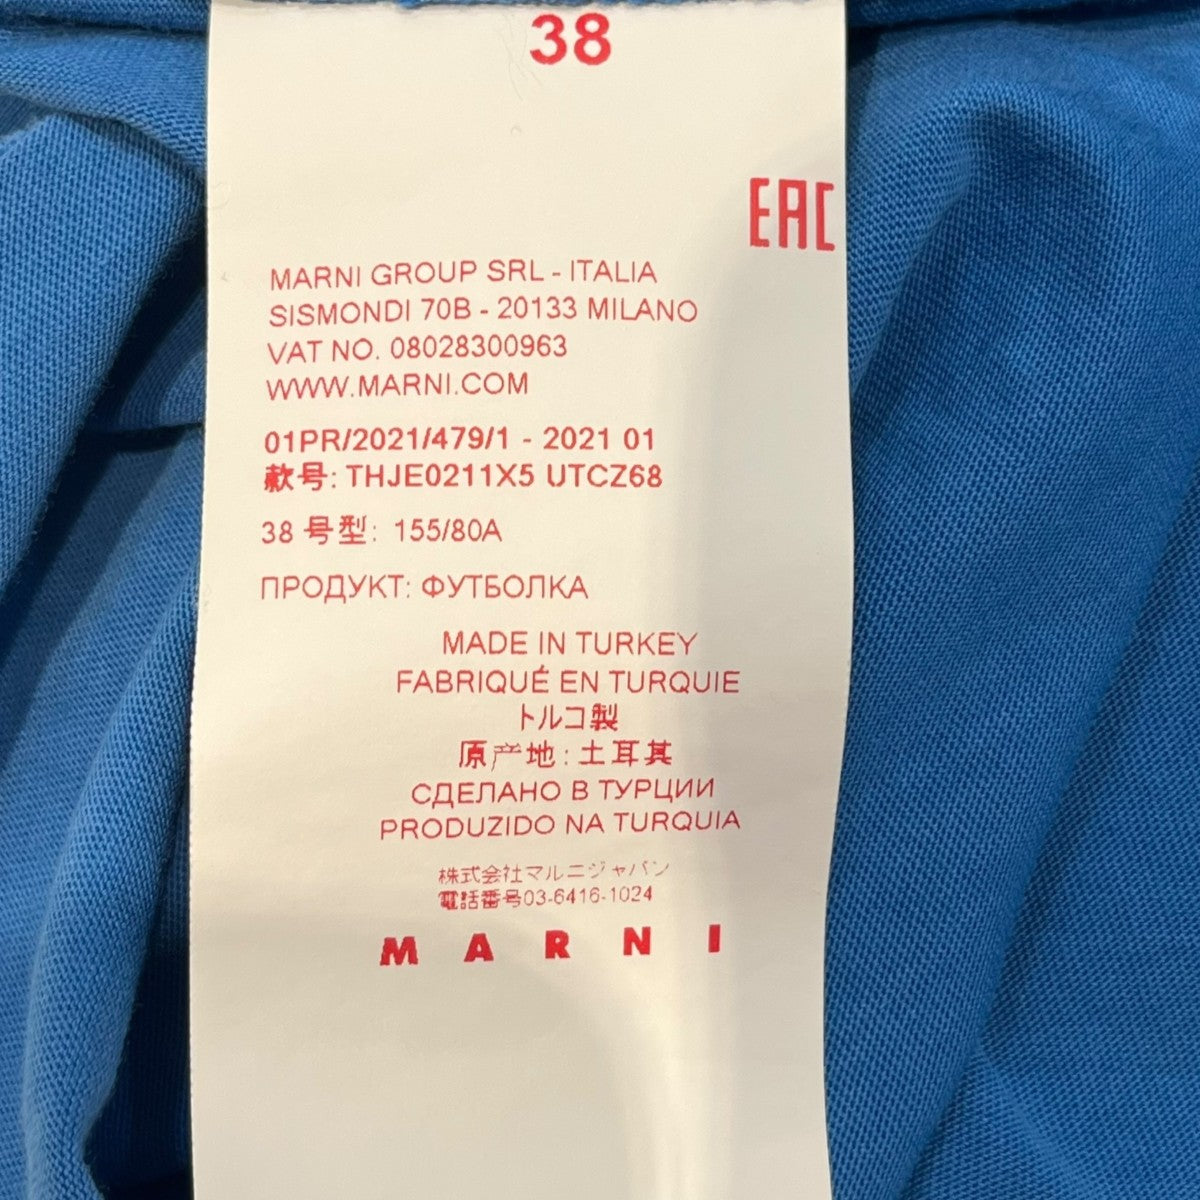 38
EAC
MARNI GROUP SRL - ITALIA
SISMONDI 70B - 20133 MILANO
VAT NO. 08028300963
WWW.MARNI.COM
01PR/2021/479/1 - 2021 01
款号: THJE0211X5 UTCZ68
38 号型: 155/80A
ПРОДУКТ: ФУТБОЛКА
MADE IN TURKEY
FABRIQUÉ EN TURQUIE
トルコ製
原产地: 土耳其
СДЕЛАНО В ТУРЦИИ
PRODUZIDO NA TURQUIA
株式会社マルニジャパン
電話番号03-6416-1024
MARNI